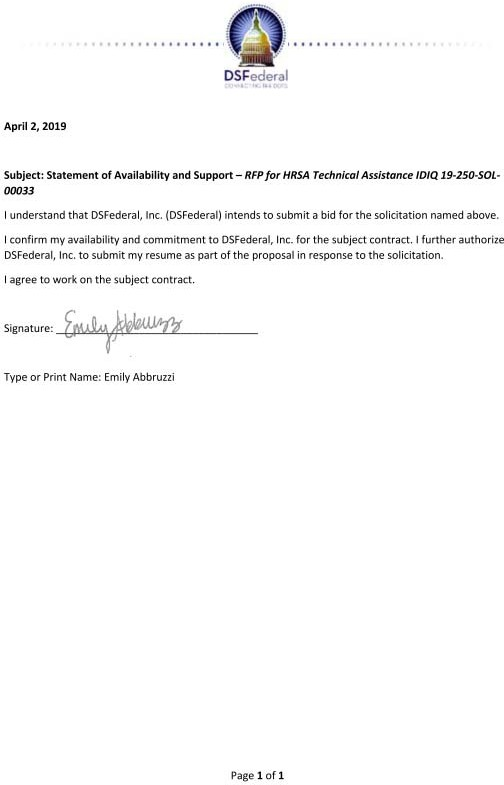 DSFederal
CONNECTING THE DOTS
April 2, 2019
Subject: Statement of Availability and Support – RFP for HRSA Technical Assistance IDIQ 19-250-SOL-
00033
I understand that DSFederal, Inc. (DSFederal) intends to submit a bid for the solicitation named above.
I confirm my availability and commitment to DSFederal, Inc. for the subject contract. I further authorize
DSFederal, Inc. to submit my resume as part of the proposal in response to the solicitation.
I agree to work on the subject contract.
Signature: Emily Abbruzzi
Type or Print Name: Emily Abbruzzi
Page 1 of 1